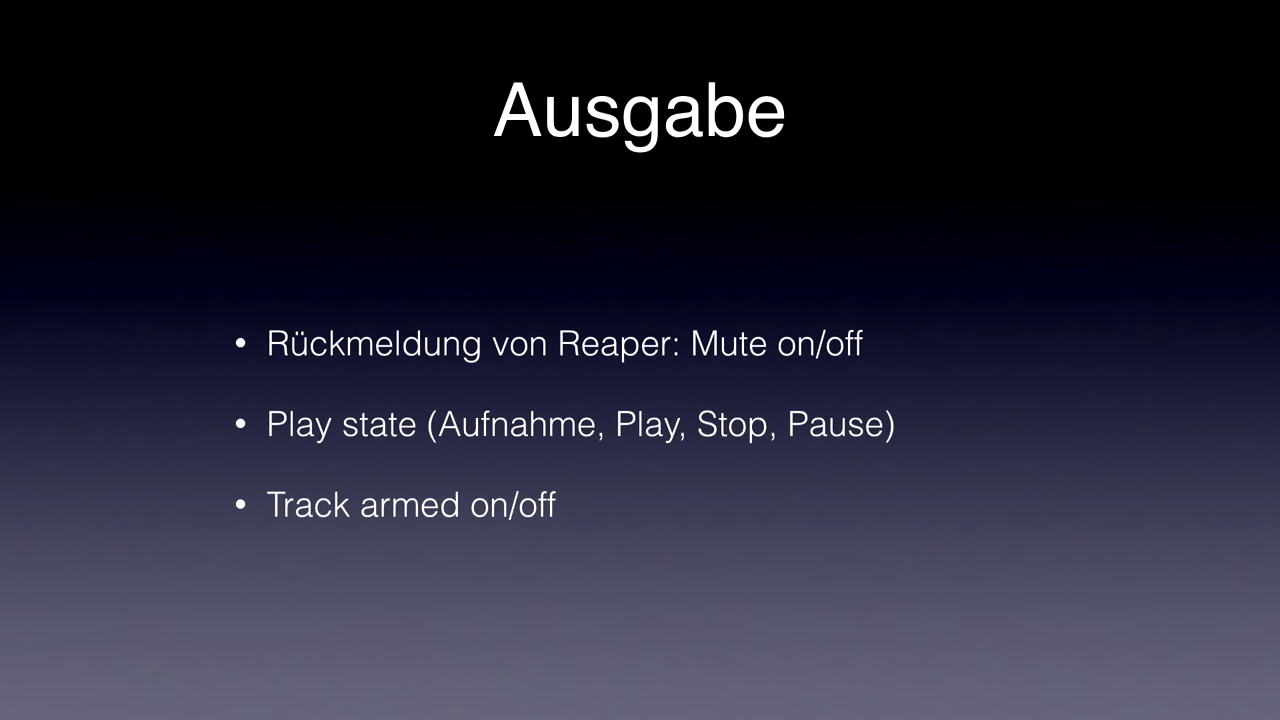 Ausgabe
• Rückmeldung von Reaper: Mute on/off
• Play state (Aufnahme, Play, Stop, Pause)
• Track armed on/off